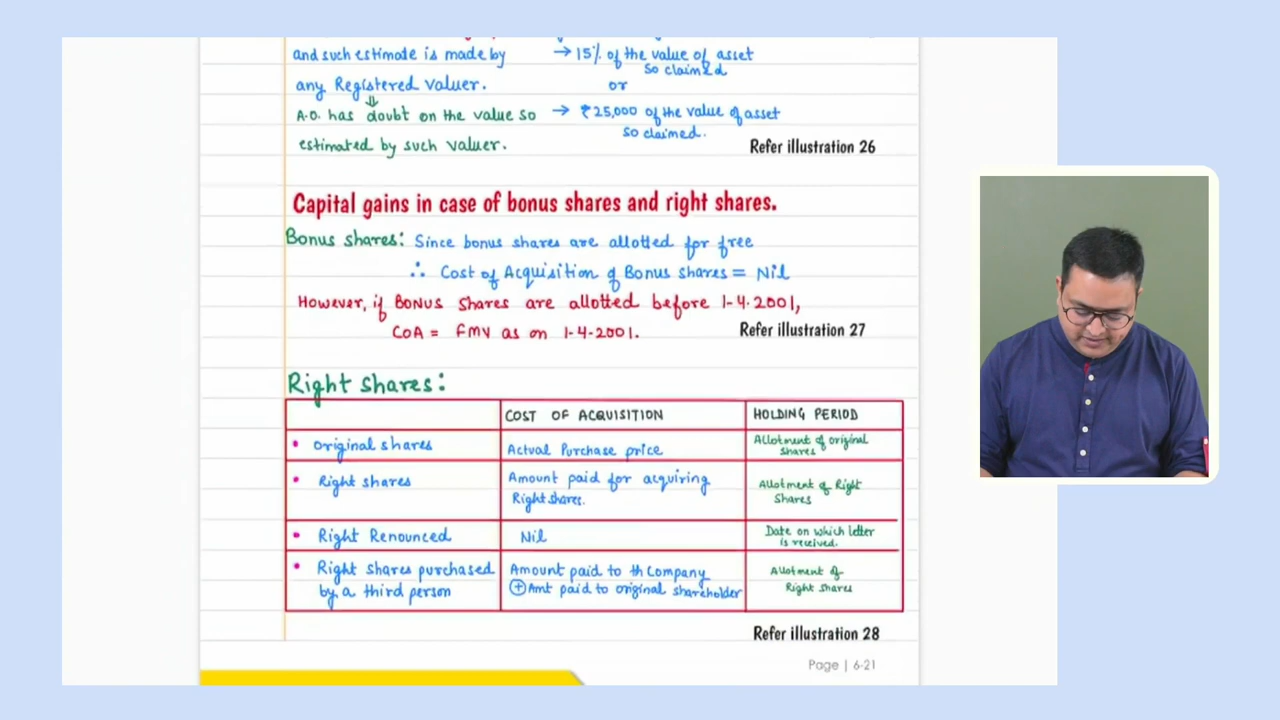 and such estimate is made by → 15% of the value of asset
so claimed
any Registered valuer. or
⇓
A.O. has doubt on the value so → ₹25,000 of the value of asset
so claimed.
estimated by such valuer.
Refer illustration 26
Capital gains in case of bonus shares and right shares.
Bonus shares: Since bonus shares are allotted for free
∴ Cost of Acquisition of Bonus shares = Nil
However, if Bonus shares are allotted before 1-4-2001,
COA = FMV as on 1-4-2001.
Refer illustration 27
Right shares:
COST OF ACQUISITION HOLDING PERIOD
• Original shares Actual Purchase price Allotment of original
shares
• Right shares Amount paid for acquiring Allotment of Right
Right shares. Shares
• Right Renounced Nil Date on which letter
is received.
• Right shares purchased Amount paid to th Company Allotment of
by a third person ⊕ Amt paid to original shareholder Right shares
Refer illustration 28
Page | 6-21